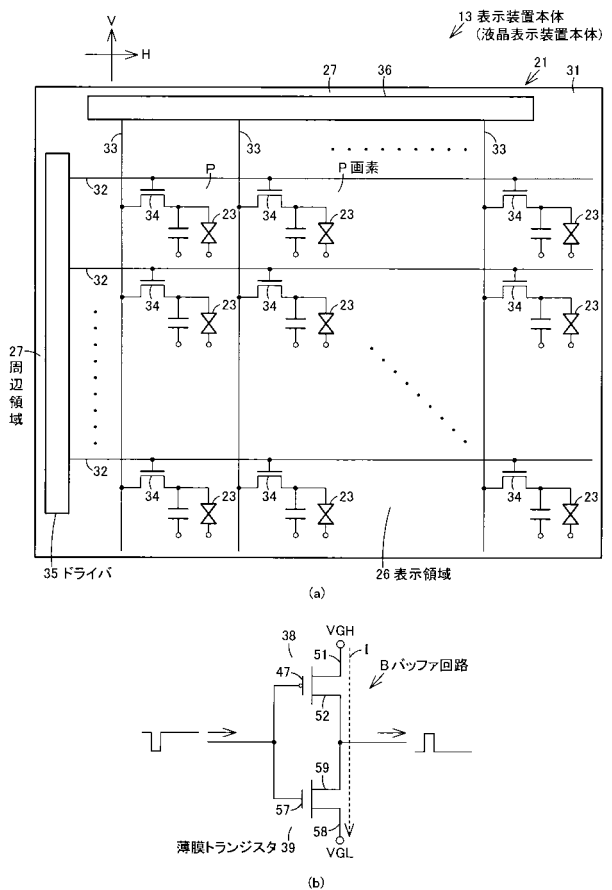 13 表示装置本体
(液晶表示装置本体)
V
H
27
36
21
31
33
33
33
P
P 画素
32
34
23
34
23
34
23
32
34
23
34
23
34
23
27 周辺領域
32
34
23
34
23
34
23
35 ドライバ
26 表示領域
(a)
38
VGH
51
I
47
B バッファ回路
52
59
57
58
薄膜トランジスタ 39
VGL
(b)